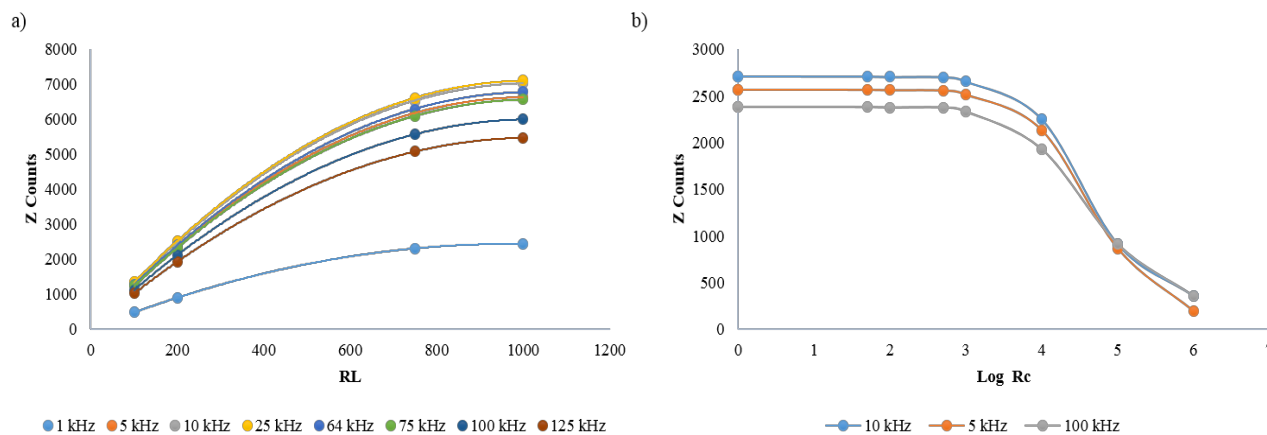 a)
Z Counts
8000
7000
6000
5000
4000
3000
2000
1000
0
0 200 400 600 800 1000 1200
RL
1 kHz 5 kHz 10 kHz 25 kHz 64 kHz 75 kHz 100 kHz 125 kHz
b)
Z Counts
3000
2500
2000
1500
1000
500
0
0 1 2 3 4 5 6 7
Log Rc
10 kHz 5 kHz 100 kHz